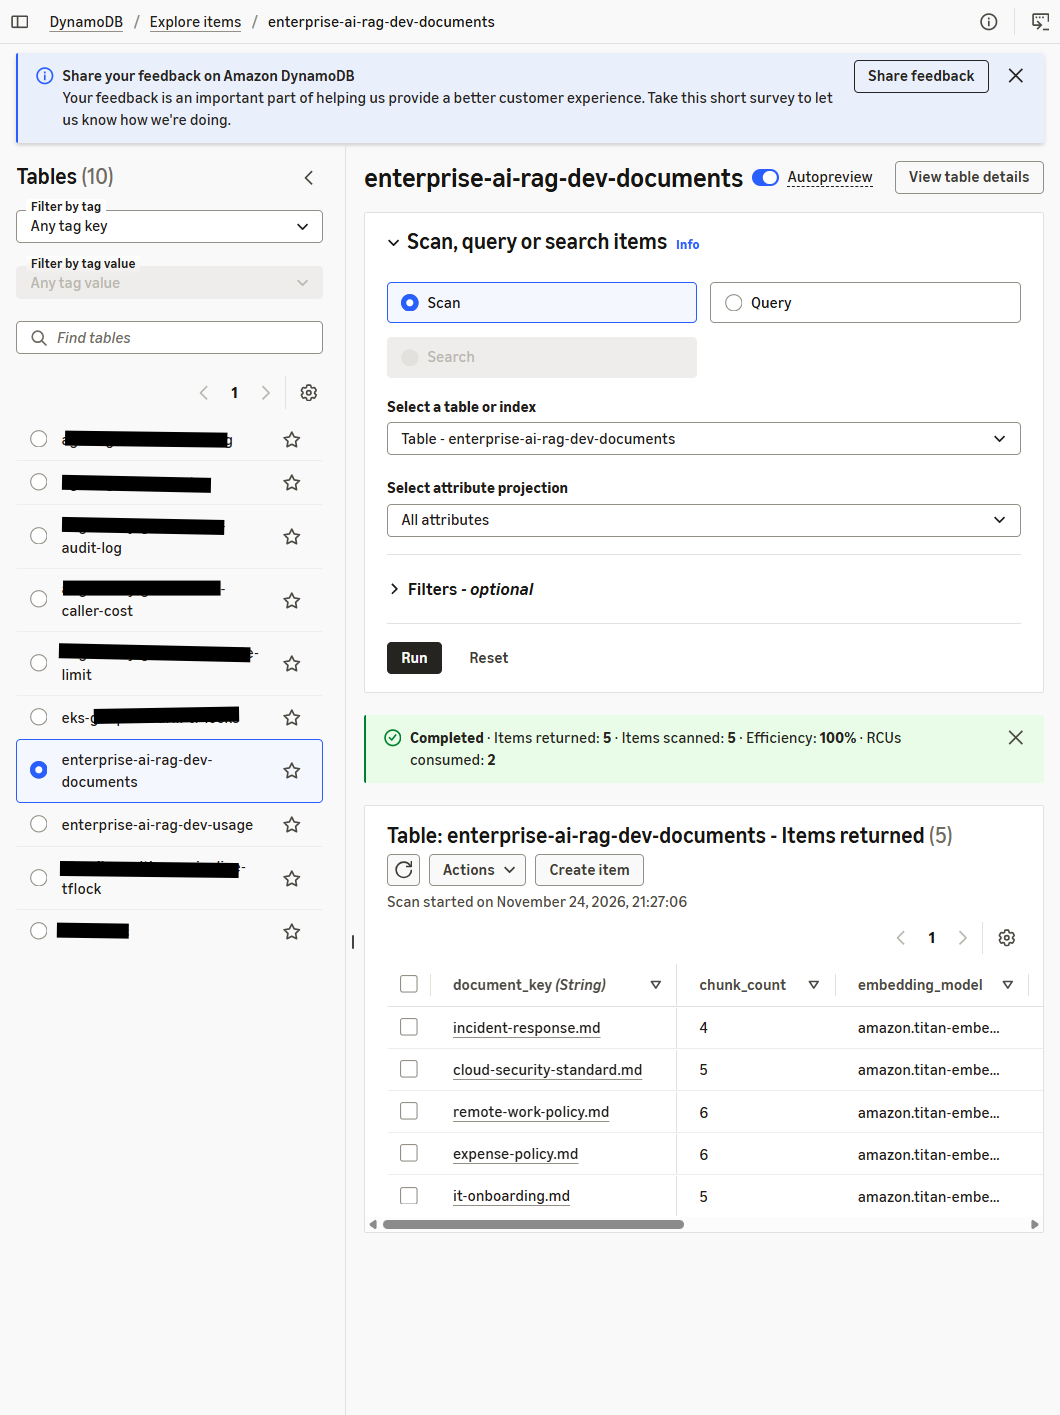 DynamoDB / Explore items / enterprise-ai-rag-dev-documents
Share your feedback on Amazon DynamoDB
Your feedback is an important part of helping us provide a better customer experience. Take this short survey to let
us know how we're doing.
Share feedback
Tables (10)
Filter by tag
Any tag key
Filter by tag value
Any tag value
Find tables
1
audit-log
caller-cost
limit
enterprise-ai-rag-dev-
documents
enterprise-ai-rag-dev-usage
tflock
enterprise-ai-rag-dev-documents
Autopreview
View table details
Scan, query or search items Info
Scan
Query
Search
Select a table or index
Table - enterprise-ai-rag-dev-documents
Select attribute projection
All attributes
Filters - optional
Run
Reset
Completed · Items returned: 5 · Items scanned: 5 · Efficiency: 100% · RCUs
consumed: 2
Table: enterprise-ai-rag-dev-documents - Items returned (5)
Actions
Create item
Scan started on November 24, 2026, 21:27:06
1
document_key (String) chunk_count embedding_model
incident-response.md 4 amazon.titan-embe...
cloud-security-standard.md 5 amazon.titan-embe...
remote-work-policy.md 6 amazon.titan-embe...
expense-policy.md 6 amazon.titan-embe...
it-onboarding.md 5 amazon.titan-embe...